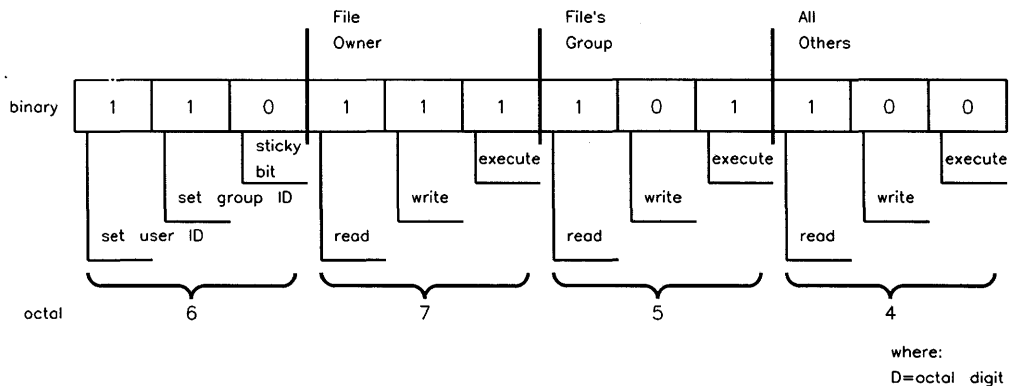 File File's All
Owner Group Others
binary 1 1 0 1 1 1 1 0 1 1 0 0
sticky execute execute execute
bit
set group ID write write write
set user ID read read read
octal 6 7 5 4
where:
D=octal digit